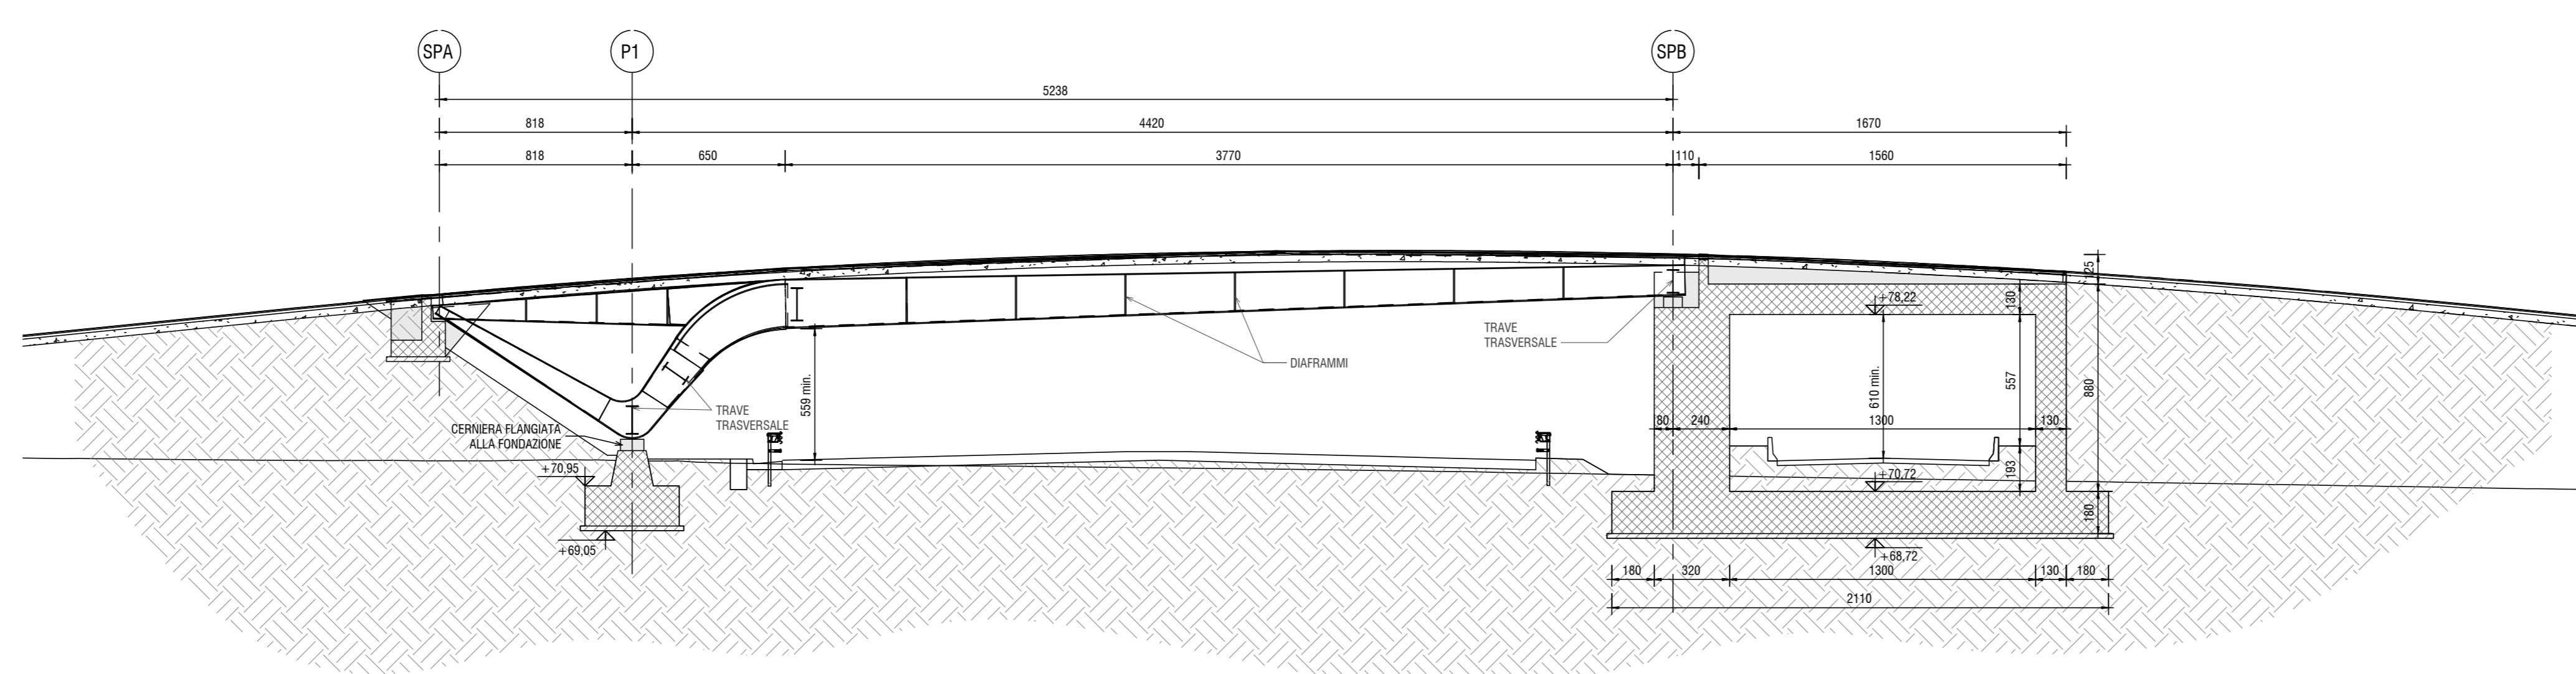 SPA
P1
SPB
5238
818
4420
1670
818
650
3770
110
1560
125
+78,22
130
TRAVE
TRASVERSALE
DIAFRAMMI
559 min.
610 min.
557
880
TRAVE
TRASVERSALE
CERNIERA FLANGIATA
ALLA FONDAZIONE
80
240
1300
130
+70,95
+70,72
193
180
+69,05
+68,72
180
320
1300
130
180
2110